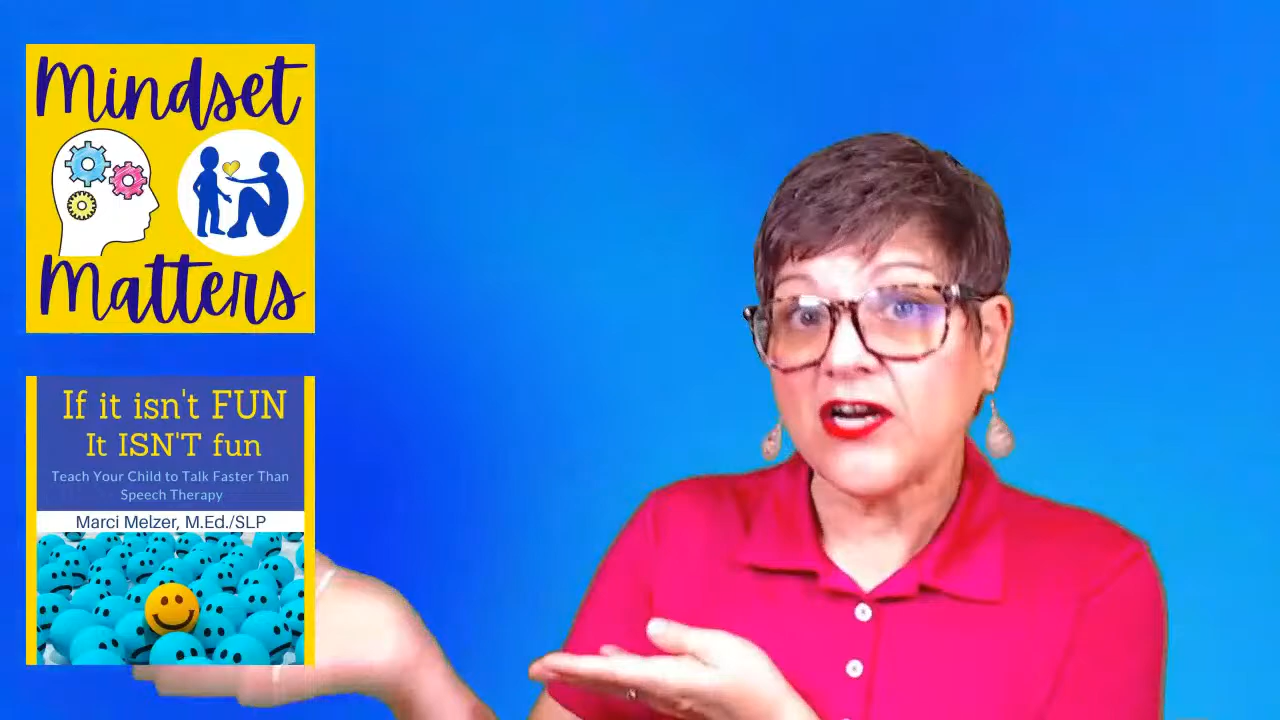 Mindset
Matters
If it isn't FUN
It ISN'T fun
Teach Your Child to Talk Faster Than
Speech Therapy
Marci Melzer, M.Ed./SLP